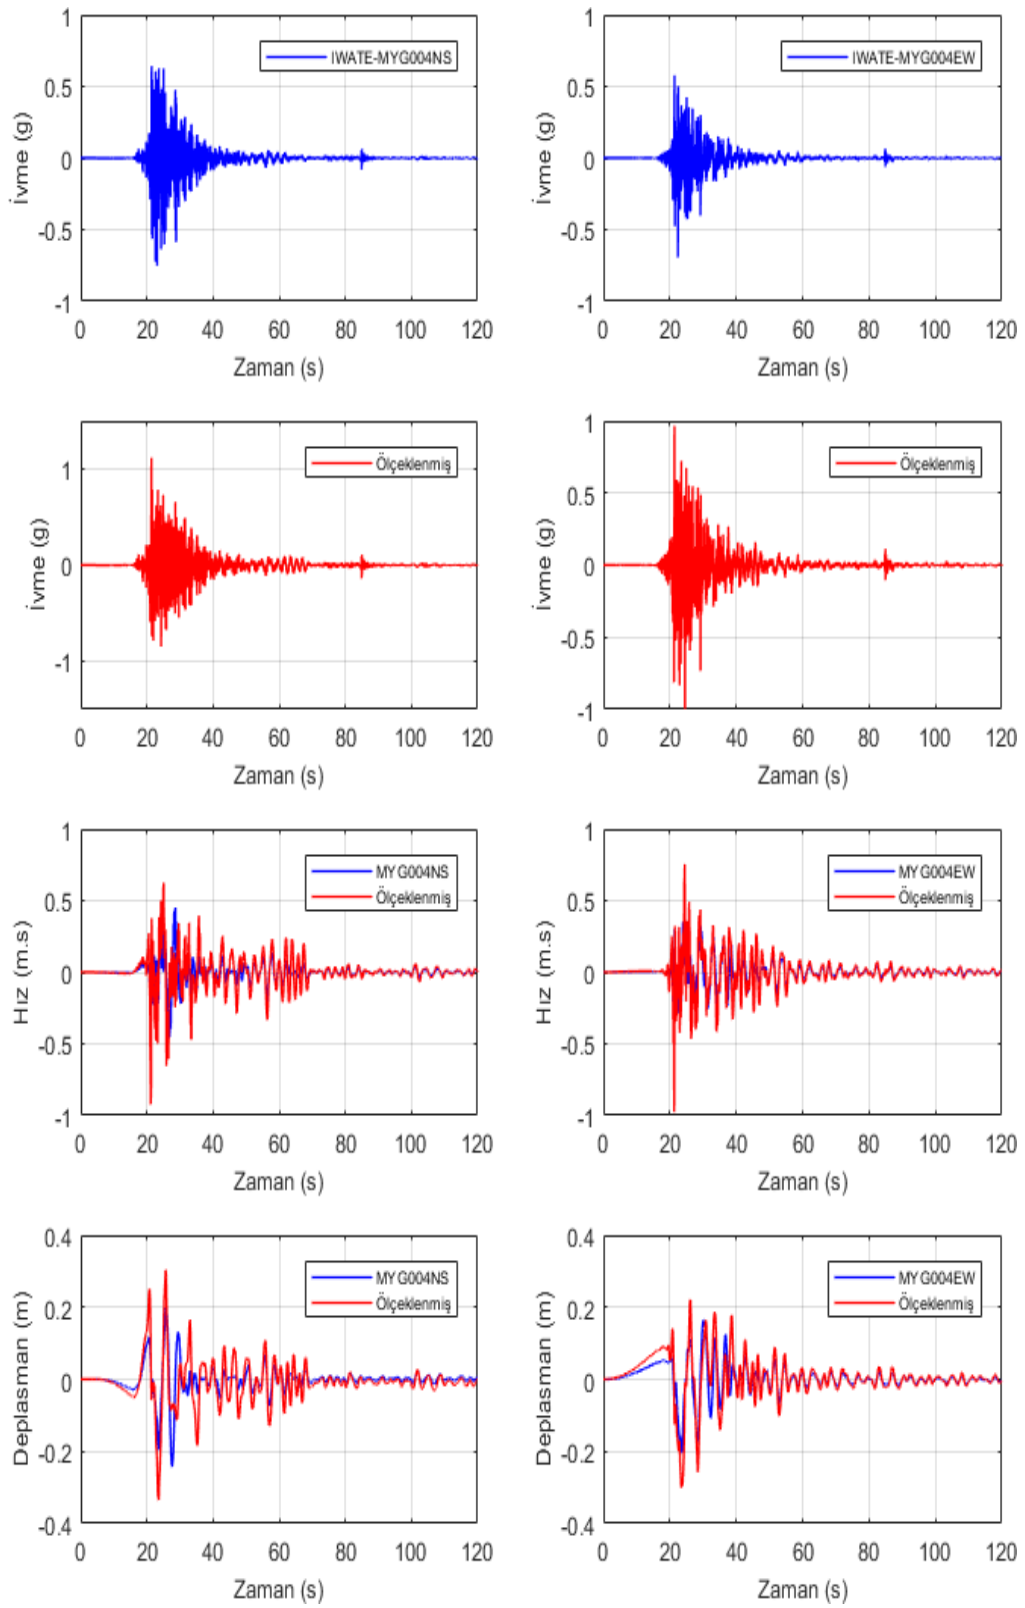 1
0.5
0
-0.5
-1
İvme (g)
IWATE-MYG004NS
0 20 40 60 80 100 120
Zaman (s)
1
0.5
0
-0.5
-1
İvme (g)
IWATE-MYG004EW
0 20 40 60 80 100 120
Zaman (s)
1
0
-1
İvme (g)
Ölçeklenmiş
0 20 40 60 80 100 120
Zaman (s)
1
0.5
0
-0.5
-1
İvme (g)
Ölçeklenmiş
0 20 40 60 80 100 120
Zaman (s)
1
0.5
0
-0.5
-1
Hız (m.s)
MYG004NS
Ölçeklenmiş
0 20 40 60 80 100 120
Zaman (s)
1
0.5
0
-0.5
-1
Hız (m.s)
MYG004EW
Ölçeklenmiş
0 20 40 60 80 100 120
Zaman (s)
0.4
0.2
0
-0.2
-0.4
Deplasman (m)
MYG004NS
Ölçeklenmiş
0 20 40 60 80 100 120
Zaman (s)
0.4
0.2
0
-0.2
-0.4
Deplasman (m)
MYG004EW
Ölçeklenmiş
0 20 40 60 80 100 120
Zaman (s)